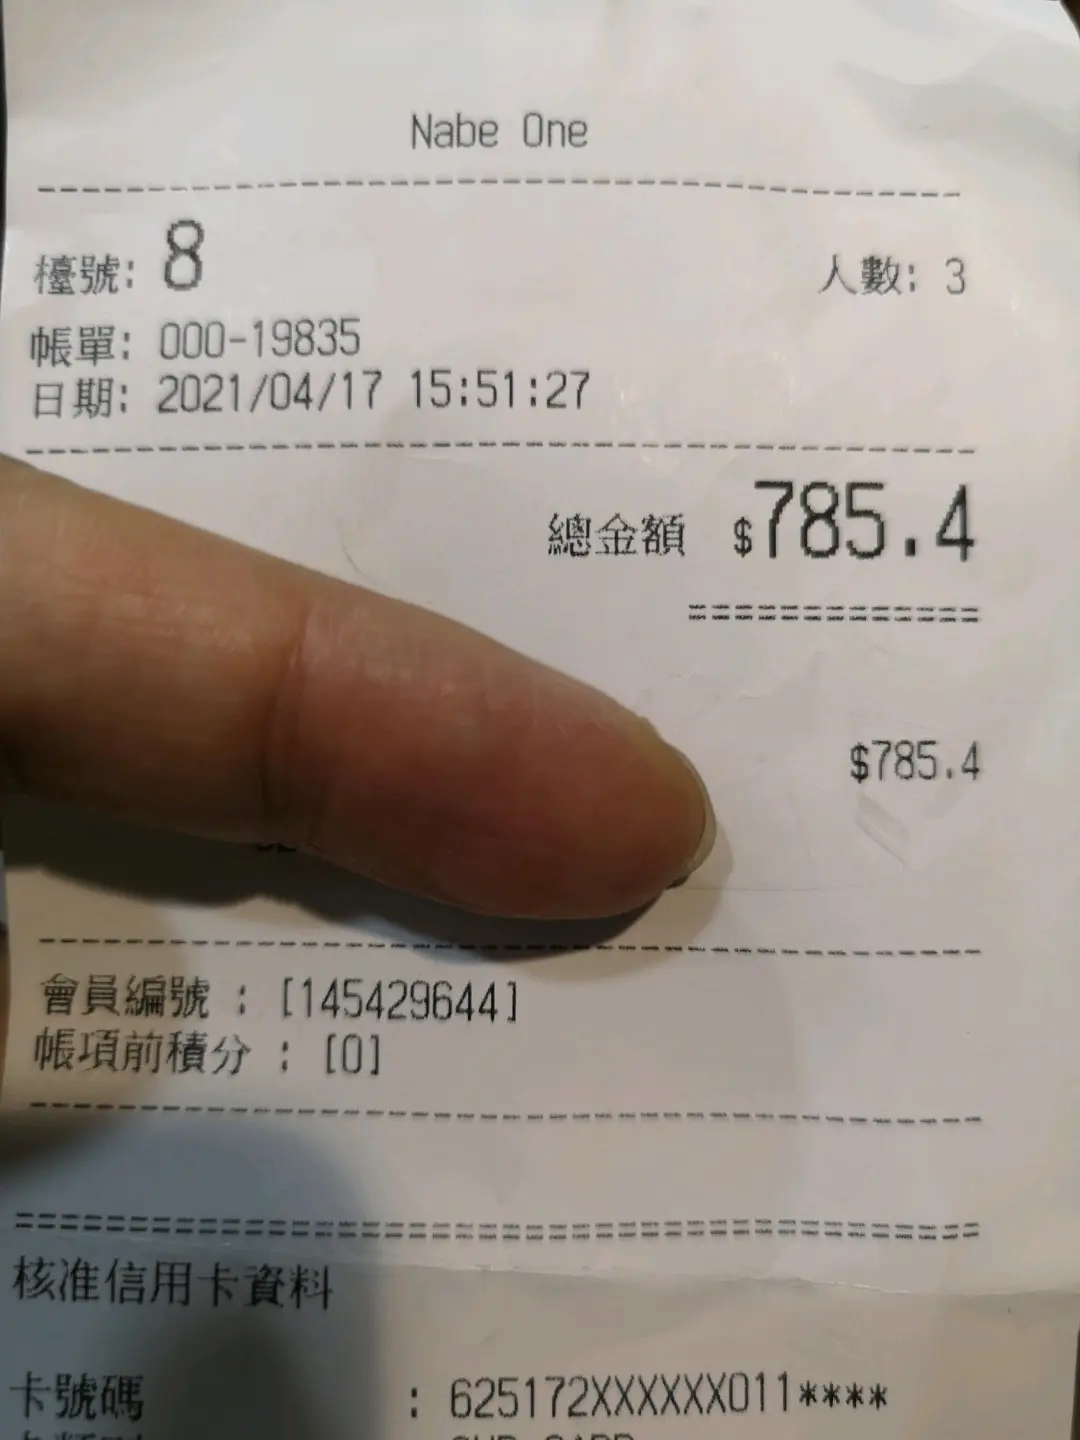 Nabe One
檯號: 8 人數: 3
帳單: 000-19835
日期: 2021/04/17 15:51:27
總金額 $785.4
$785.4
會員編號 : [145429644]
帳項前積分 : [0]
核准信用卡資料
卡號碼 : 625172XXXXXX011****